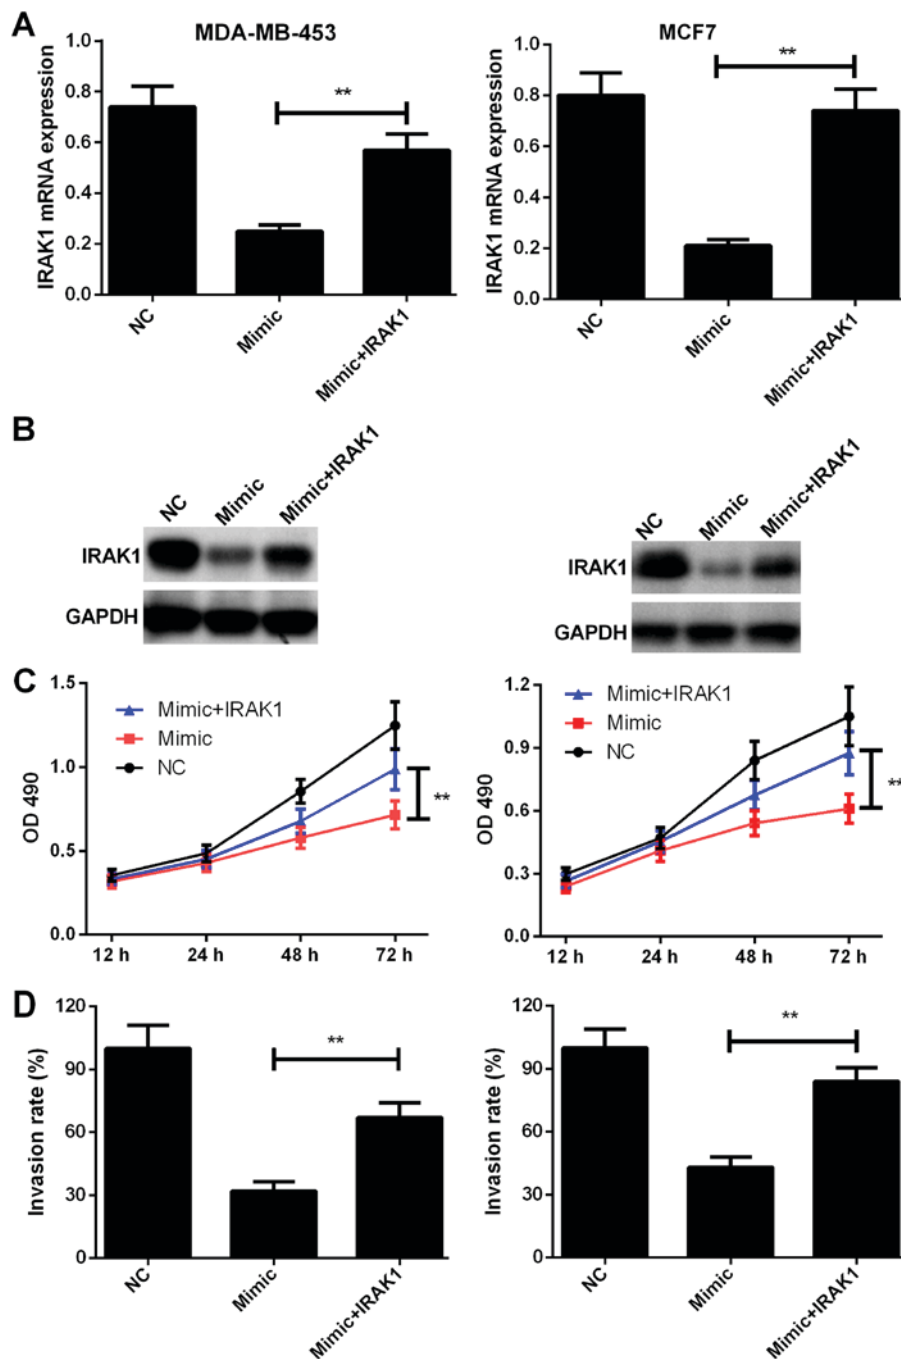 A
MDA-MB-453
IRAK1 mRNA expression
0.8
0.6
0.4
0.2
0.0
**
NC
Mimic
Mimic+IRAK1
MCF7
IRAK1 mRNA expression
0.8
0.6
0.4
0.2
0.0
**
NC
Mimic
Mimic+IRAK1
B
NC
Mimic
Mimic+IRAK1
IRAK1
GAPDH
NC
Mimic
Mimic+IRAK1
IRAK1
GAPDH
C
OD 490
1.5
1.0
0.5
0.0
Mimic+IRAK1
Mimic
NC
**
12 h
24 h
48 h
72 h
OD 490
1.2
0.9
0.6
0.3
0.0
Mimic+IRAK1
Mimic
NC
**
12 h
24 h
48 h
72 h
D
Invasion rate (%)
120
90
60
30
0
**
NC
Mimic
Mimic+IRAK1
Invasion rate (%)
120
90
60
30
0
**
NC
Mimic
Mimic+IRAK1